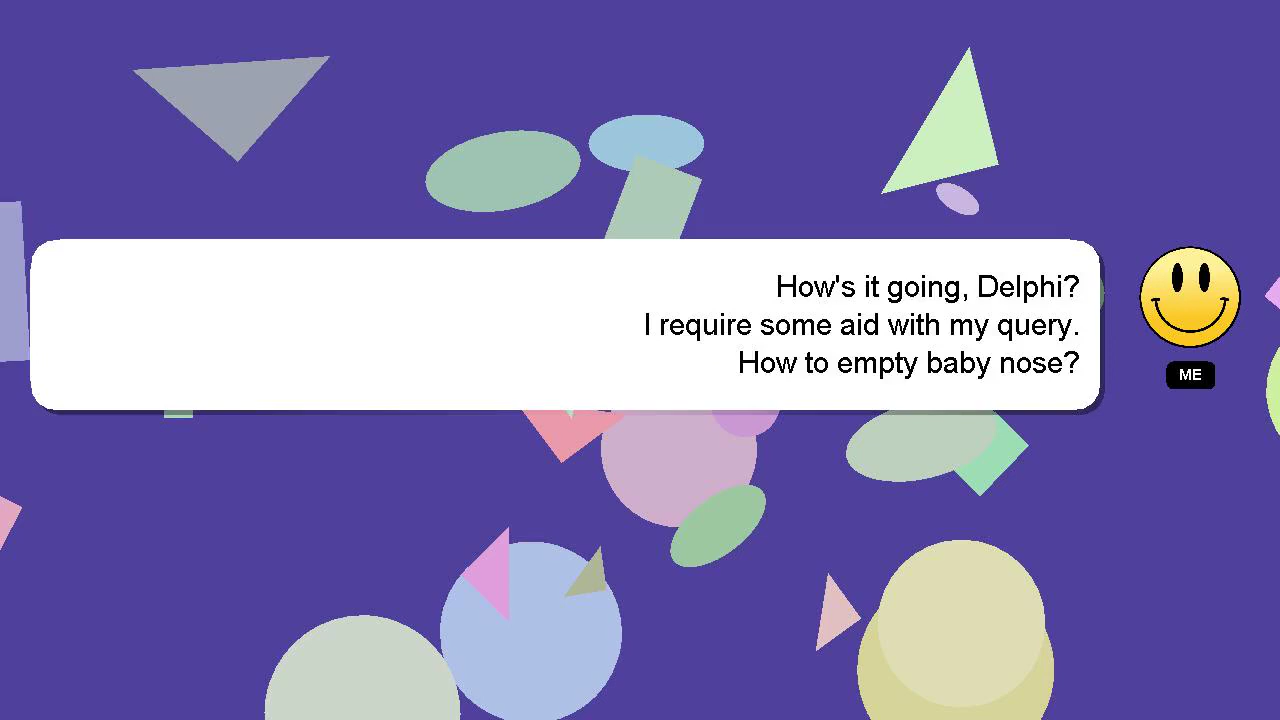 How's it going, Delphi?
I require some aid with my query.
How to empty baby nose?
ME